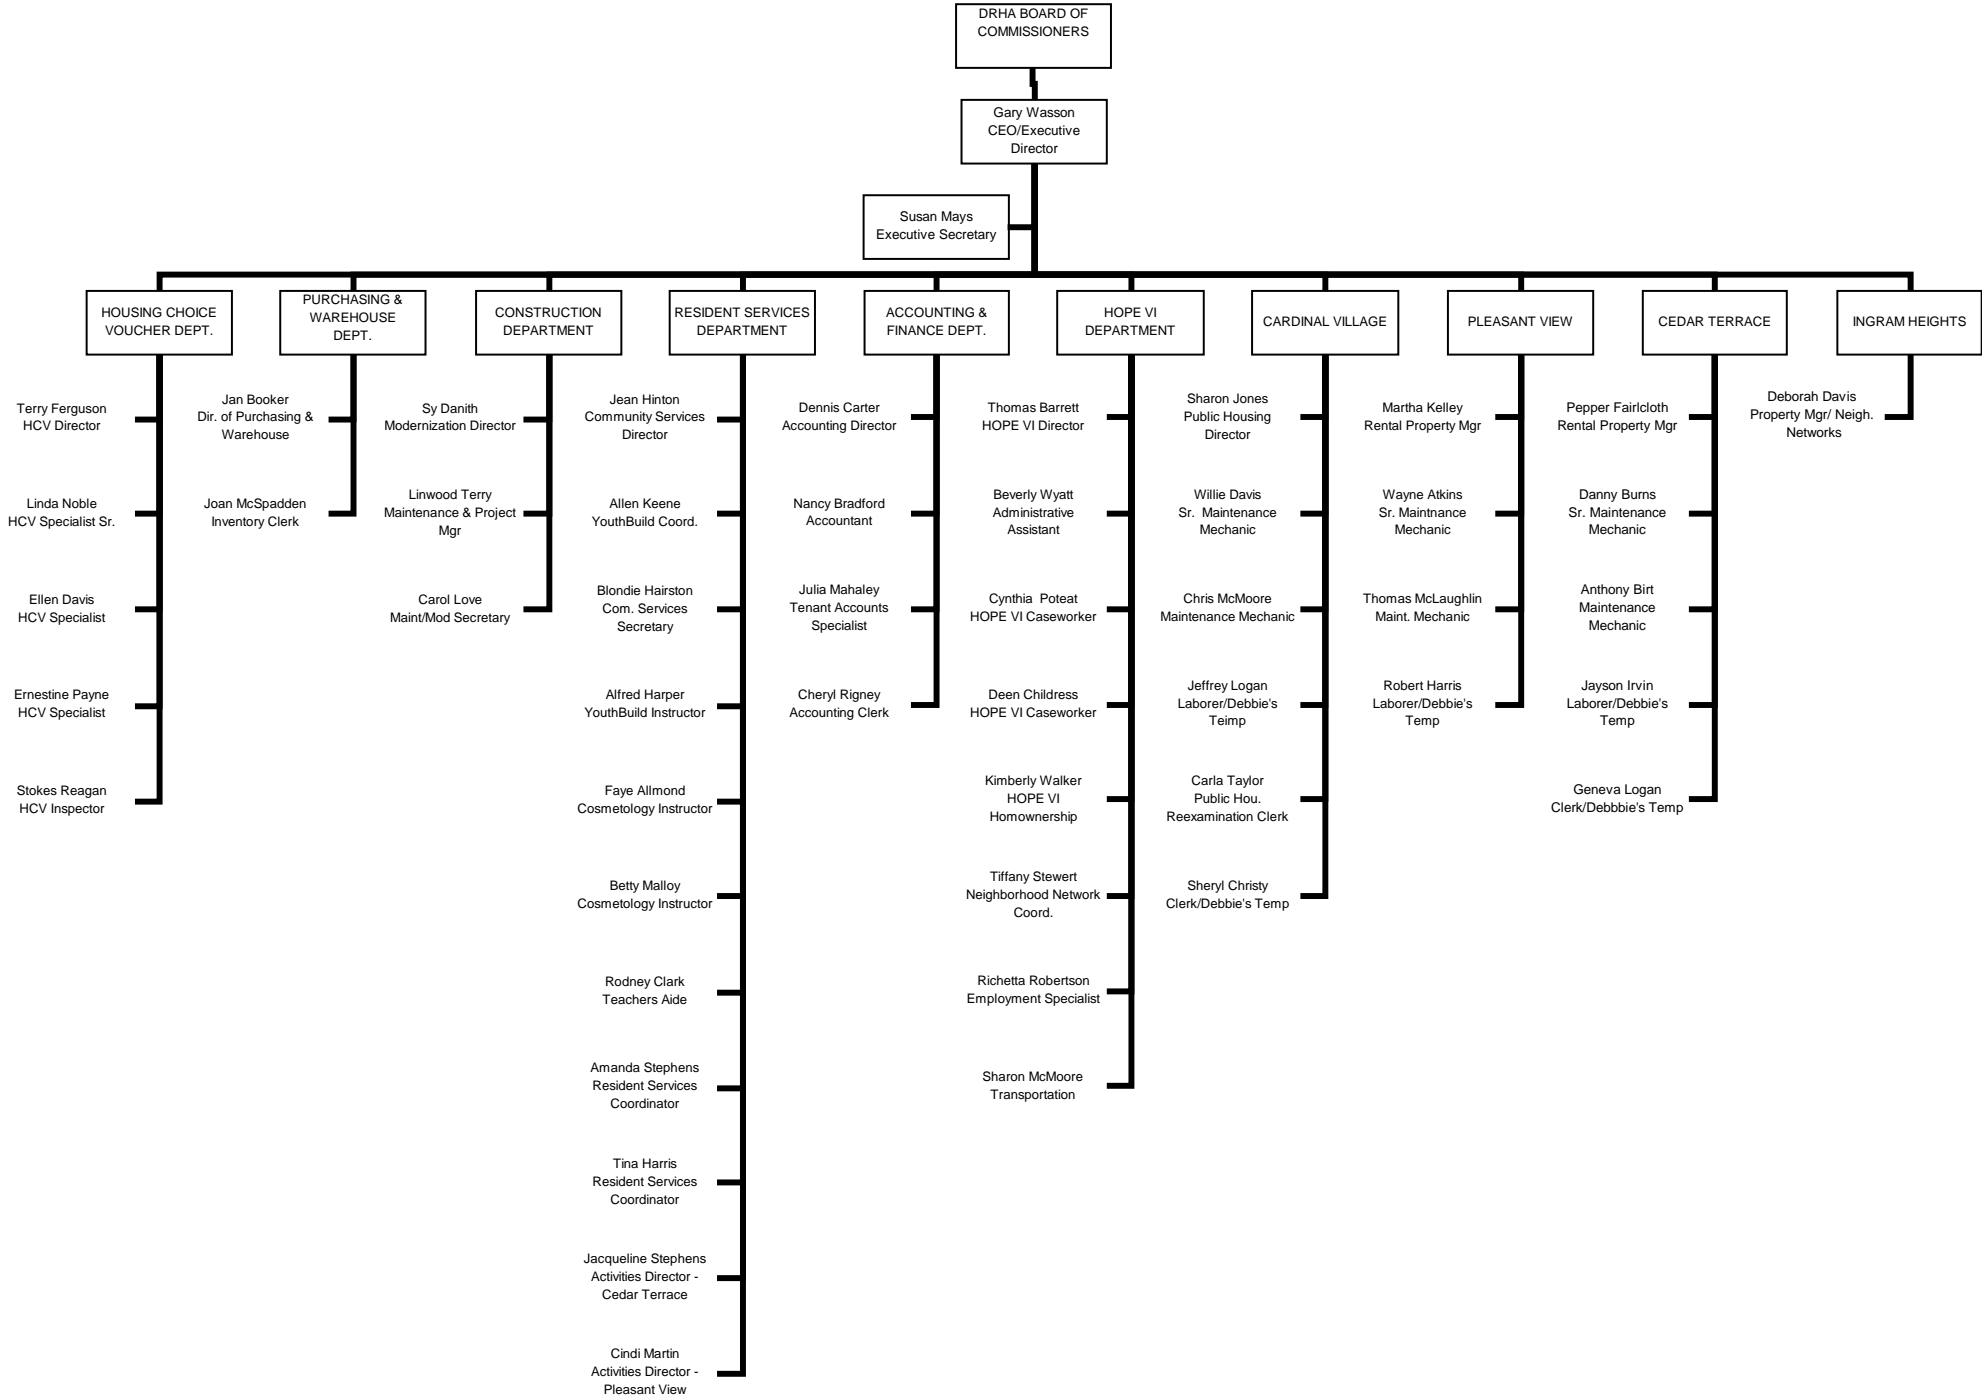 DRHA BOARD OF
COMMISSIONERS
Gary Wasson
CEO/Executive
Director
Susan Mays
Executive Secretary
HOUSING CHOICE
VOUCHER DEPT.
Terry Ferguson
HCV Director
Linda Noble
HCV Specialist Sr.
Ellen Davis
HCV Specialist
Ernestine Payne
HCV Specialist
Stokes Reagan
HCV Inspector
PURCHASING &
WAREHOUSE
DEPT.
Jan Booker
Dir. of Purchasing &
Warehouse
Joan McSpadden
Inventory Clerk
CONSTRUCTION
DEPARTMENT
Sy Danith
Modernization Director
Linwood Terry
Maintenance & Project
Mgr
Carol Love
Maint/Mod Secretary
RESIDENT SERVICES
DEPARTMENT
Jean Hinton
Community Services
Director
Allen Keene
YouthBuild Coord.
Blondie Hairston
Com. Services
Secretary
Alfred Harper
YouthBuild Instructor
Faye Allmond
Cosmetology Instructor
Betty Malloy
Cosmetology Instructor
Rodney Clark
Teachers Aide
Amanda Stephens
Resident Services
Coordinator
Tina Harris
Resident Services
Coordinator
Jacqueline Stephens
Activities Director -
Cedar Terrace
Cindi Martin
Activities Director -
Pleasant View
ACCOUNTING &
FINANCE DEPT.
Dennis Carter
Accounting Director
Nancy Bradford
Accountant
Julia Mahaley
Tenant Accounts
Specialist
Cheryl Rigney
Accounting Clerk
HOPE VI
DEPARTMENT
Thomas Barrett
HOPE VI Director
Beverly Wyatt
Administrative
Assistant
Cynthia  Poteat
HOPE VI Caseworker
Deen Childress
HOPE VI Caseworker
Kimberly Walker
HOPE VI
Homownership
Tiffany Stewert
Neighborhood Network
Coord.
Richetta Robertson
Employment Specialist
Sharon McMoore
Transportation
CARDINAL VILLAGE
Sharon Jones
Public Housing
Director
Willie Davis
Sr.  Maintenance
Mechanic
Chris McMoore
Maintenance Mechanic
Jeffrey Logan
Laborer/Debbie's
Teimp
Carla Taylor
Public Hou.
Reexamination Clerk
Sheryl Christy
Clerk/Debbie's Temp
PLEASANT VIEW
Martha Kelley
Rental Property Mgr
Wayne Atkins
Sr. Maintnance
Mechanic
Thomas McLaughlin
Maint. Mechanic
Robert Harris
Laborer/Debbie's
Temp
CEDAR TERRACE
Pepper Fairlcloth
Rental Property Mgr
Danny Burns
Sr. Maintenance
Mechanic
Anthony Birt
Maintenance
Mechanic
Jayson Irvin
Laborer/Debbie's
Temp
Geneva Logan
Clerk/Debbbie's Temp
INGRAM HEIGHTS
Deborah Davis
Property Mgr/ Neigh.
Networks